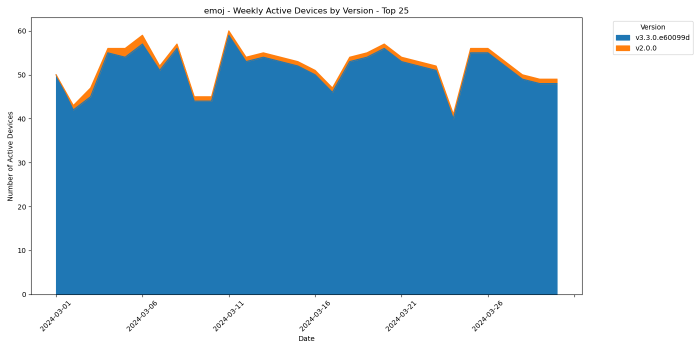 emoj - Weekly Active Devices by Version - Top 25
Version
v3.3.0.e60099d
v2.0.0
Number of Active Devices
60
50
40
30
20
10
0
2024-03-01
2024-03-06
2024-03-11
2024-03-16
2024-03-21
2024-03-26
Date